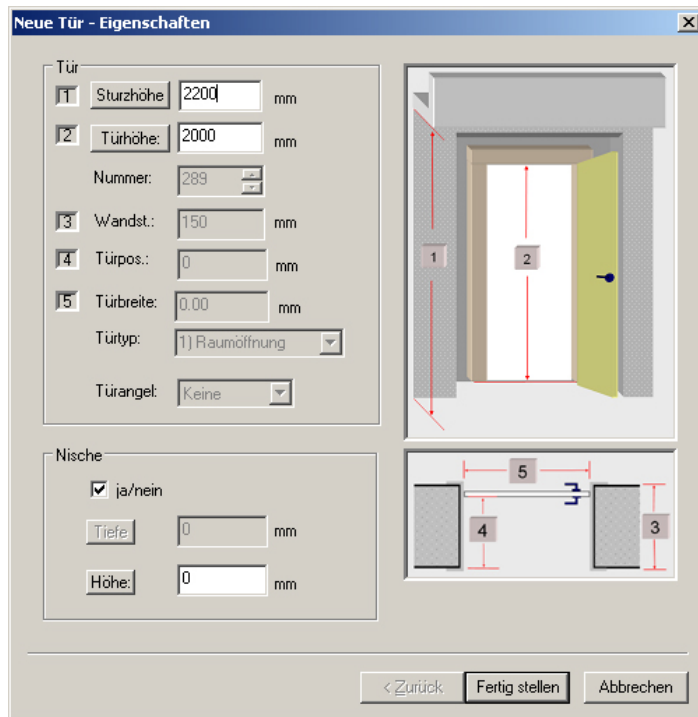 Neue Tür - Eigenschaften
Tür
1 Sturzhöhe 2200 mm
2 Türhöhe: 2000 mm
Nummer: 289
3 Wandst.: 150 mm
4 Türpos.: 0 mm
5 Türbreite: 0.00 mm
Türtyp: 1) Raumöffnung
Türangel: Keine
Nische
ja/nein
Tiefe 0 mm
Höhe: 0 mm
1
2
5
4
3
< Zurück Fertig stellen Abbrechen